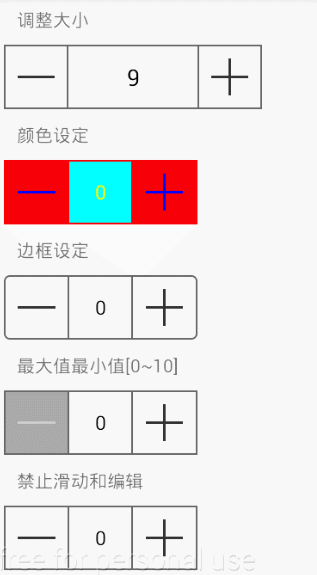 调整大小
— 9 +
颜色设定
— 0 +
边框设定
— 0 +
最大值最小值[0~10]
— 0 +
禁止滑动和编辑
— 0 +
free for personal use